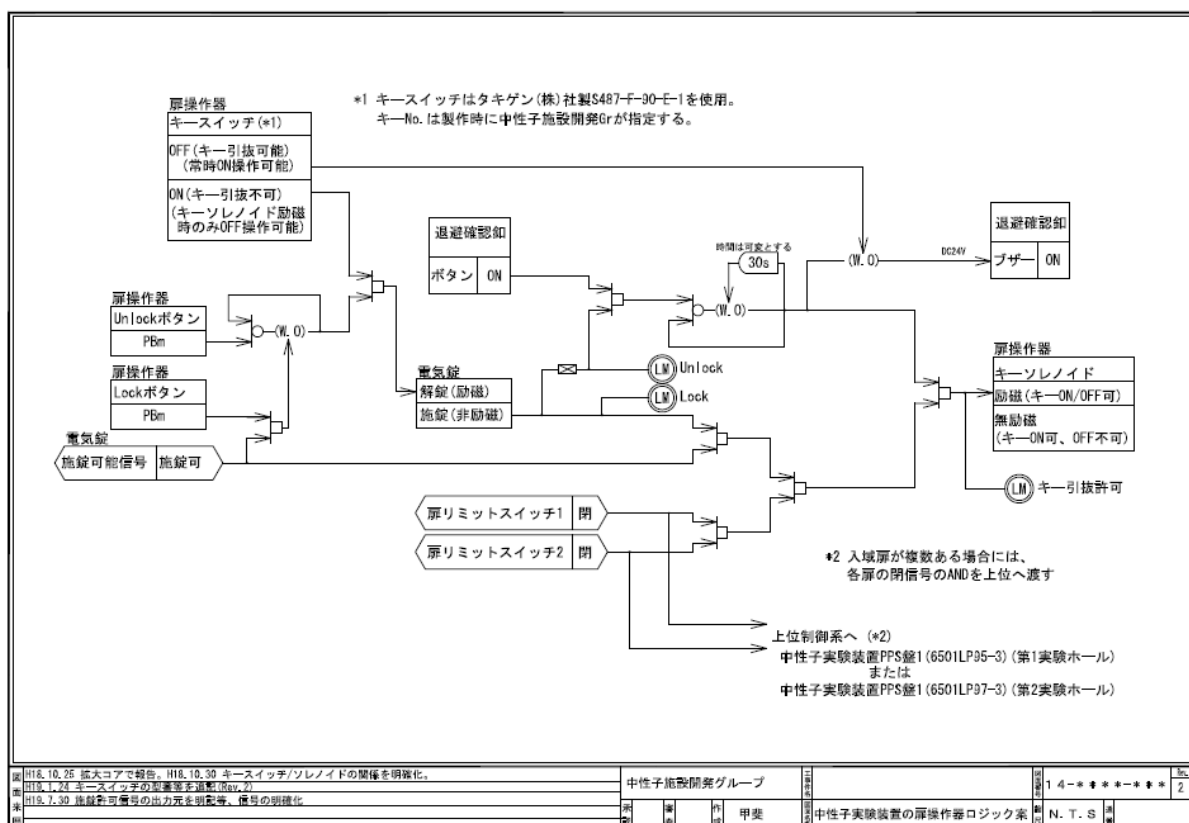 *1 キースイッチはタキゲン(株)社製S487-F-90-E-1を使用。
キーNo.は製作時に中性子施設開発Grが指定する。
扉操作器
キースイッチ(*1)
OFF(キー引抜可能)
(常時ON操作可能)
ON(キー引抜不可)
(キーソレノイド励磁
時のみOFF操作可能)
退避確認釦
ボタン ON
時間は可変とする
30s
(W.O)
(W.O)
DC24V
退避確認釦
ブザー ON
扉操作器
Unlockボタン
PBm
(W.O)
扉操作器
Lockボタン
PBm
電気錠
施錠可能信号 施錠可
電気錠
解錠(励磁)
施錠(非励磁)
LM Unlock
LM Lock
扉操作器
キーソレノイド
励磁(キーON/OFF可)
無励磁
(キーON可、OFF不可)
LM キー引抜許可
扉リミットスイッチ1 閉
扉リミットスイッチ2 閉
*2 入域扉が複数ある場合には、
各扉の閉信号のANDを上位へ渡す
上位制御系へ (*2)
中性子実験装置PPS盤1(6501LP95-3)(第1実験ホール)
または
中性子実験装置PPS盤1(6501LP97-3)(第2実験ホール)
図面来歴
H18.10.25 拡大コアで報告。H18.10.30 キースイッチ/ソレノイドの関係を明確化。
H19.1.24 キースイッチの型番等を追記(Rev.2)
H19.7.30 施錠許可信号の出力元を明記等、信号の明確化
中性子施設開発グループ
14-****-***
Rev.
2
作成 甲斐
中性子実験装置の扉操作器ロジック案
N.T.S